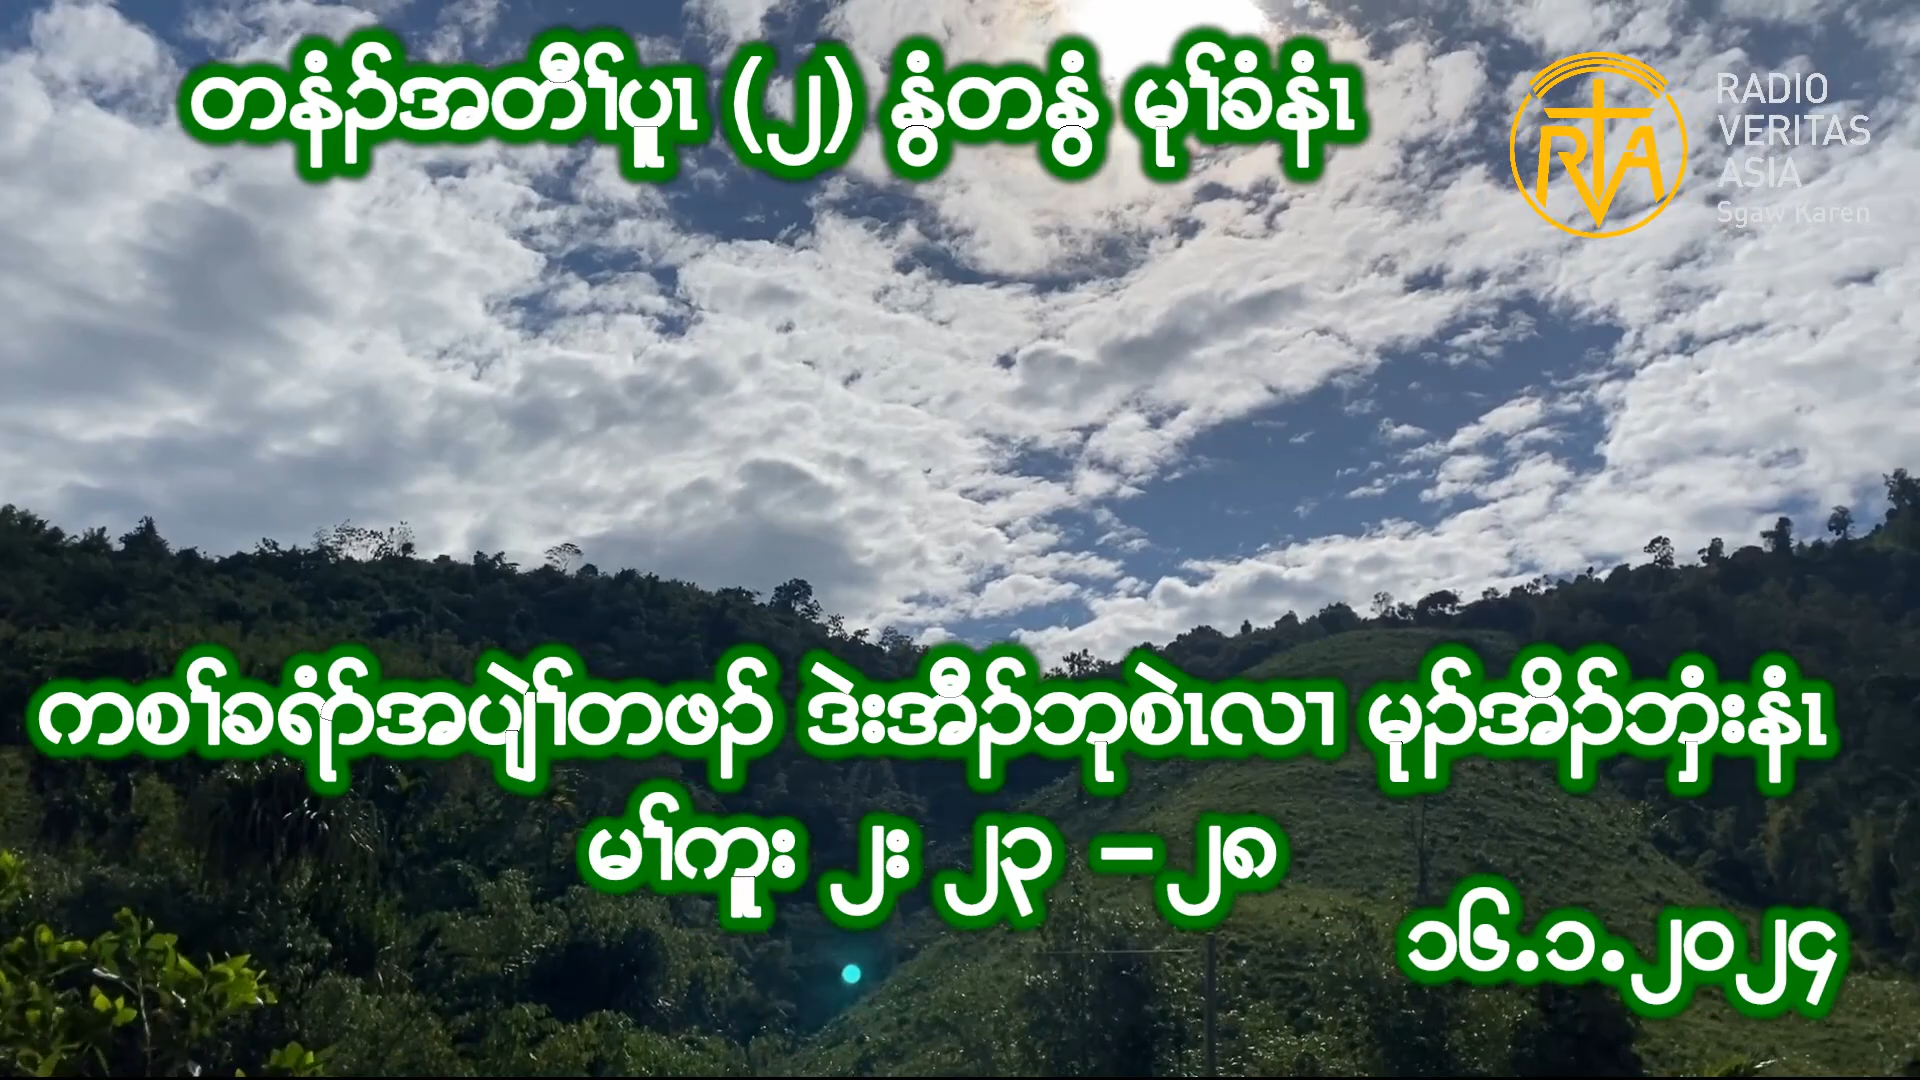 တနံၣ်အတီၢ်ပူၤ (၂) နွံတနွံ မုၢ်ခံနံၤ
RADIO
VERITAS
ASIA
Sgaw Karen
ကစၢ်ခရံာ်အပျဲၢ်တဖၣ် ဒဲးအီၣ်ဘုစဲၤလၢ မုၣ်အိၣ်ဘှံးနံၤ
မၢ်ကူး ၂း ၂၃ – ၂၈
၁၆.၁.၂၀၂၄